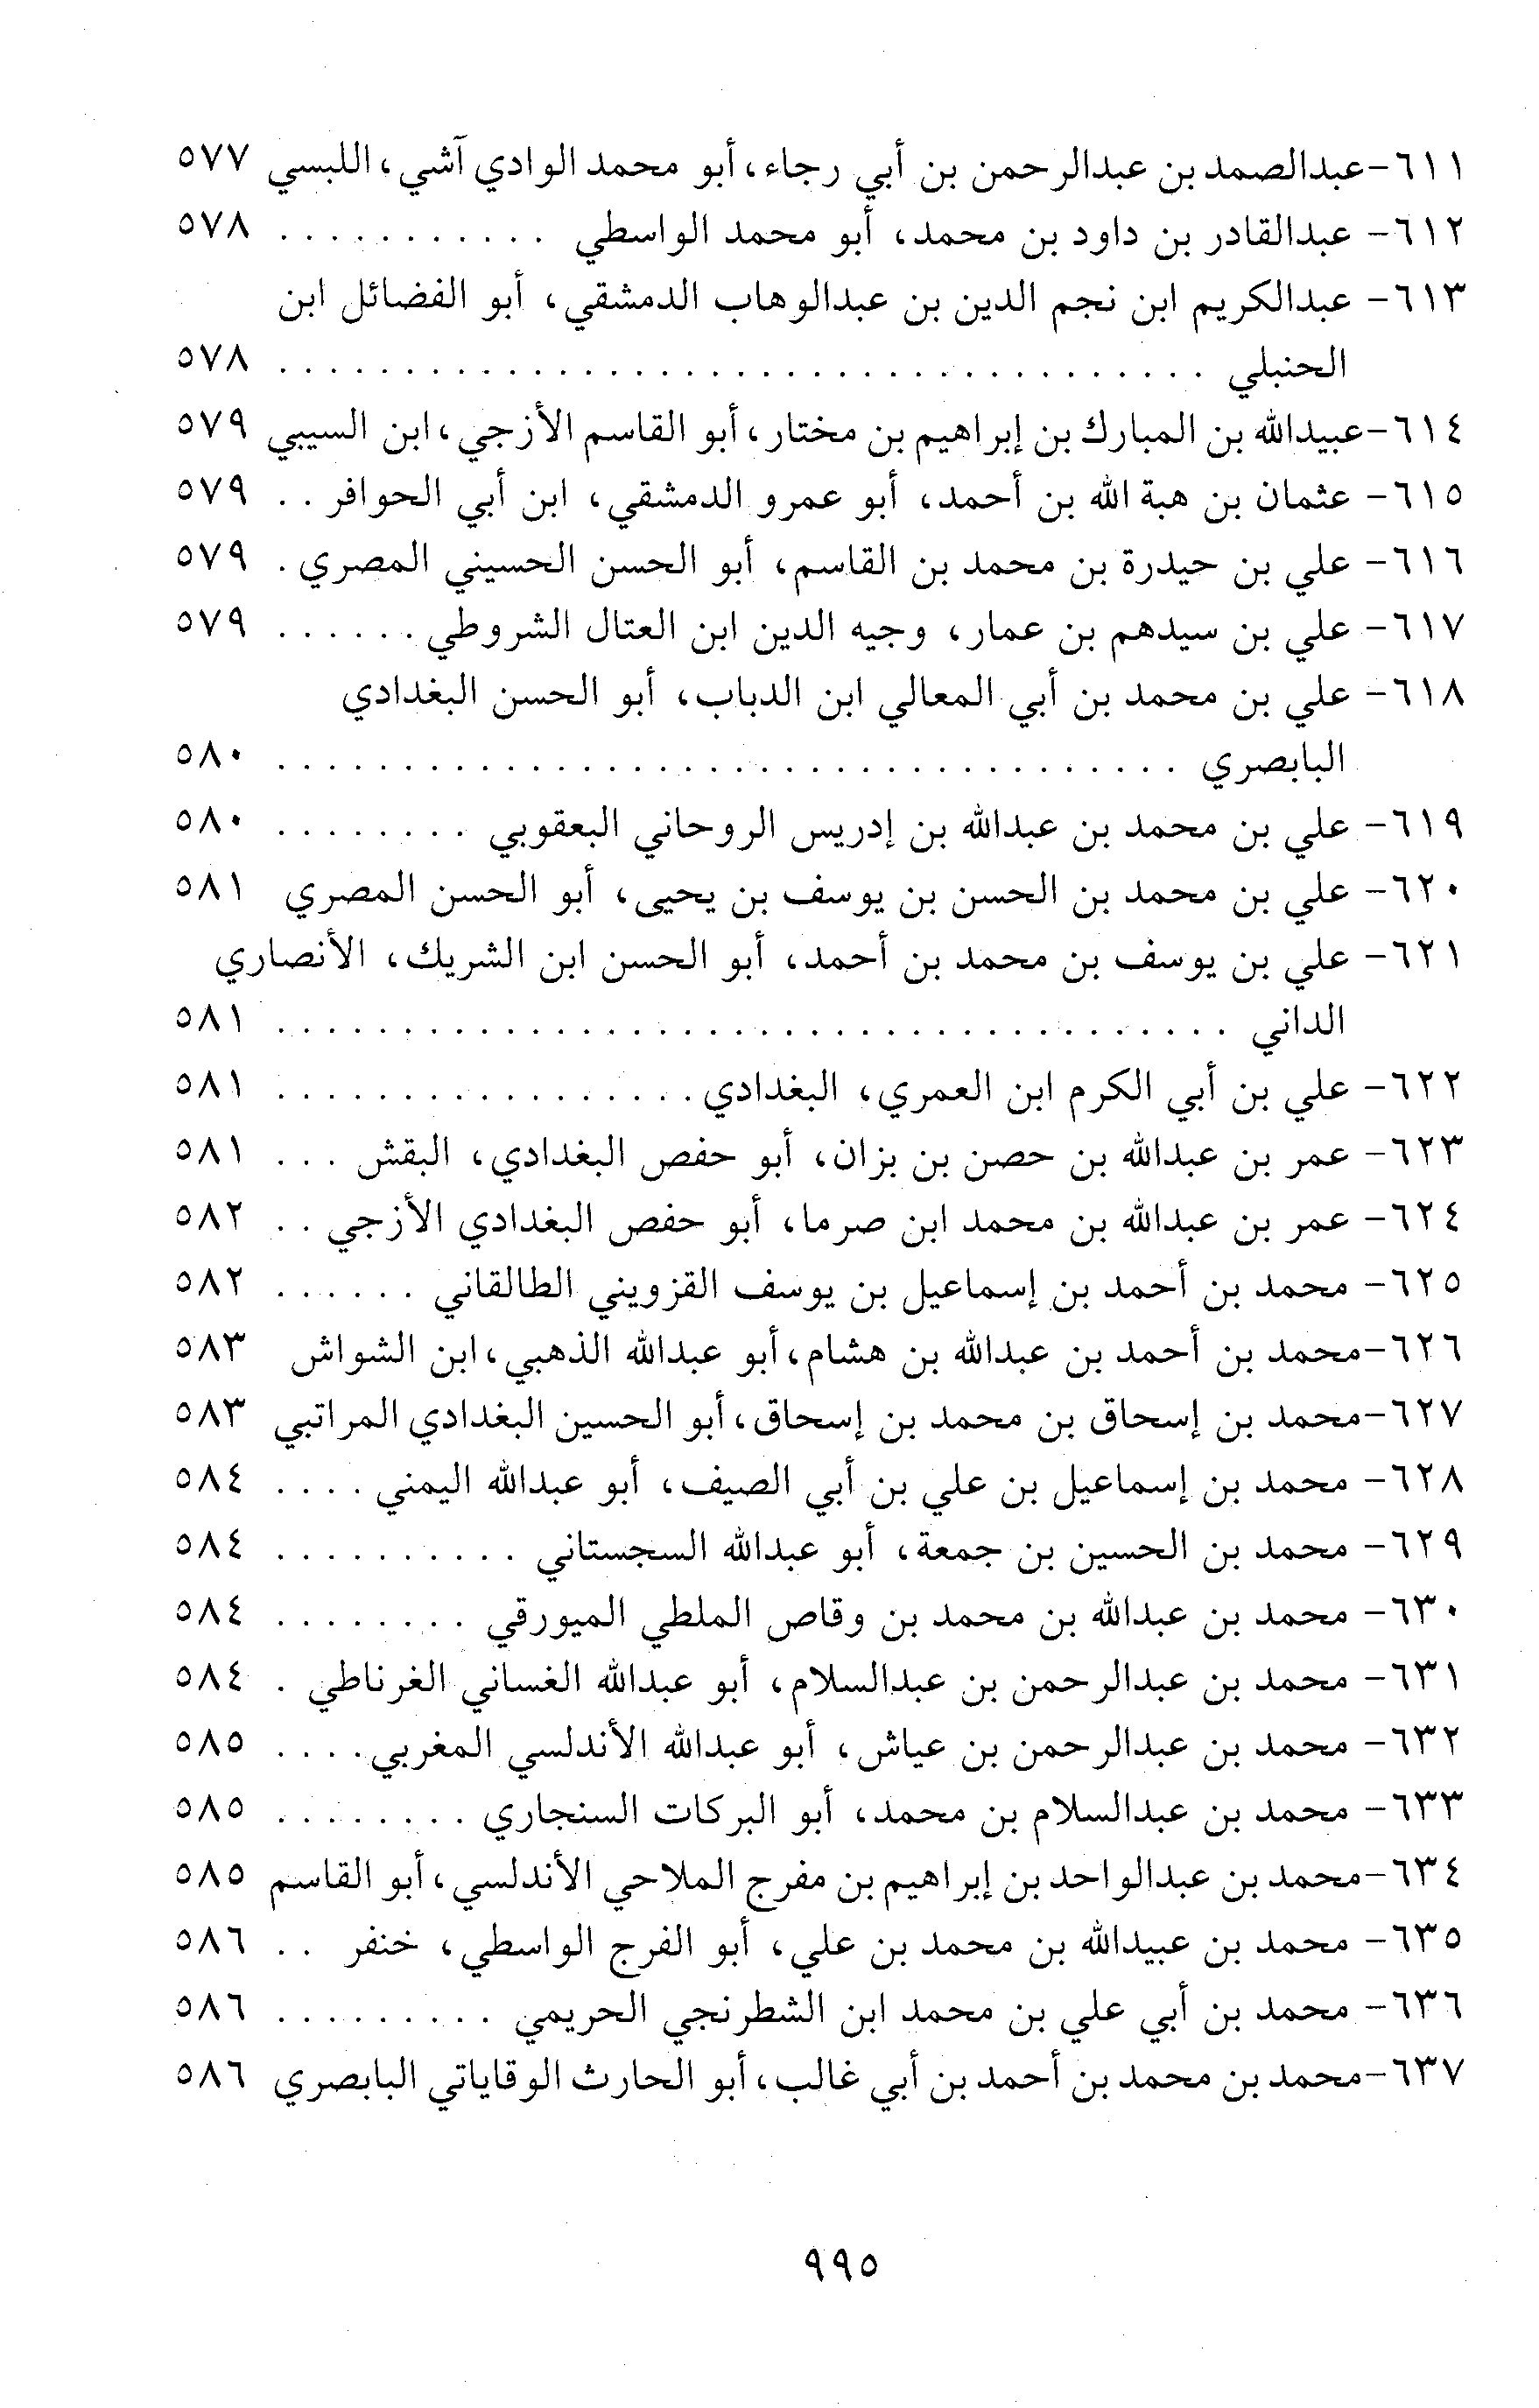 ٦١١-عبدالصمد بن عبدالرحمن بن أبي رجاء، أبو محمد الوادي آشي، اللبسي ٥٧٧
٦١٢- عبدالقادر بن داود بن محمد، أبو محمد الواسطي . . . . . . . . . . . ٥٧٨
٦١٣- عبدالكريم ابن نجم الدين بن عبدالوهاب الدمشقي، أبو الفضائل ابن
الحنبلي . . . . . . . . . . . . . . . . . . . . . . . . . . . . . . . . . . . . . ٥٧٨
٦١٤-عبيدالله بن المبارك بن إبراهيم بن مختار، أبو القاسم الأزجي، ابن السيبي ٥٧٩
٦١٥- عثمان بن هبة الله بن أحمد، أبو عمرو الدمشقي، ابن أبي الحوافر . . ٥٧٩
٦١٦- علي بن حيدرة بن محمد بن القاسم، أبو الحسن الحسيني المصري . ٥٧٩
٦١٧- علي بن سيدهم بن عمار، وجيه الدين ابن العتال الشروطي . . . . . . ٥٧٩
٦١٨- علي بن محمد بن أبي المعالي ابن الدباب، أبو الحسن البغدادي
البابصري . . . . . . . . . . . . . . . . . . . . . . . . . . . . . . . . . . . . ٥٨٠
٦١٩- علي بن محمد بن عبدالله بن إدريس الروحاني البعقوبي . . . . . . . . ٥٨٠
٦٢٠- علي بن محمد بن الحسن بن يوسف بن يحيى، أبو الحسن المصري ٥٨١
٦٢١- علي بن يوسف بن محمد بن أحمد، أبو الحسن ابن الشريك، الأنصاري
الداني . . . . . . . . . . . . . . . . . . . . . . . . . . . . . . . . . . . . . . ٥٨١
٦٢٢- علي بن أبي الكرم ابن العمري، البغدادي . . . . . . . . . . . . . . . . . ٥٨١
٦٢٣- عمر بن عبدالله بن حصن بن بزان، أبو حفص البغدادي، البقش . . . ٥٨١
٦٢٤- عمر بن عبدالله بن محمد ابن صرما، أبو حفص البغدادي الأزجي . . ٥٨٢
٦٢٥- محمد بن أحمد بن إسماعيل بن يوسف القزويني الطالقاني . . . . . . ٥٨٢
٦٢٦-محمد بن أحمد بن عبدالله بن هشام، أبو عبدالله الذهبي، ابن الشواش ٥٨٣
٦٢٧-محمد بن إسحاق بن محمد بن إسحاق، أبو الحسين البغدادي المراتبي ٥٨٣
٦٢٨- محمد بن إسماعيل بن علي بن أبي الصيف، أبو عبدالله اليمني . . . . ٥٨٤
٦٢٩- محمد بن الحسين بن جمعة، أبو عبدالله السجستاني . . . . . . . . . . ٥٨٤
٦٣٠- محمد بن عبدالله بن محمد بن وقاص الملطي الميورقي . . . . . . . . ٥٨٤
٦٣١- محمد بن عبدالرحمن بن عبدالسلام، أبو عبدالله الغساني الغرناطي . ٥٨٤
٦٣٢- محمد بن عبدالرحمن بن عياش، أبو عبدالله الأندلسي المغربي . . . . ٥٨٥
٦٣٣- محمد بن عبدالسلام بن محمد، أبو البركات السنجاري . . . . . . . . ٥٨٥
٦٣٤-محمد بن عبدالواحد بن إبراهيم بن مفرج الملاحي الأندلسي، أبو القاسم ٥٨٥
٦٣٥- محمد بن عبيدالله بن محمد بن علي، أبو الفرج الواسطي، خنفر . . ٥٨٦
٦٣٦- محمد بن أبي علي بن محمد ابن الشطرنجي الحريمي . . . . . . . . . ٥٨٦
٦٣٧-محمد بن محمد بن أحمد بن أبي غالب، أبو الحارث الوقاياتي البابصري ٥٨٦
٩٩٥